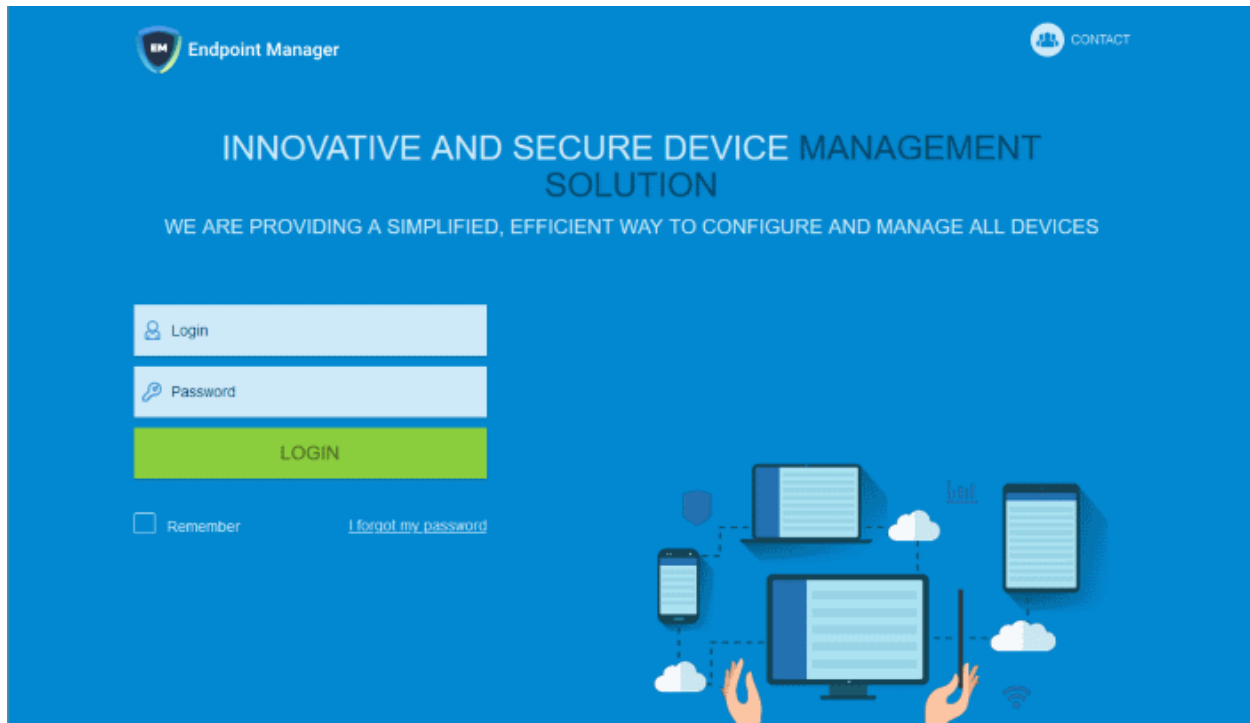 EM Endpoint Manager
CONTACT
INNOVATIVE AND SECURE DEVICE MANAGEMENT
SOLUTION
WE ARE PROVIDING A SIMPLIFIED, EFFICIENT WAY TO CONFIGURE AND MANAGE ALL DEVICES
Login
Password
LOGIN
Remember
I forgot my password